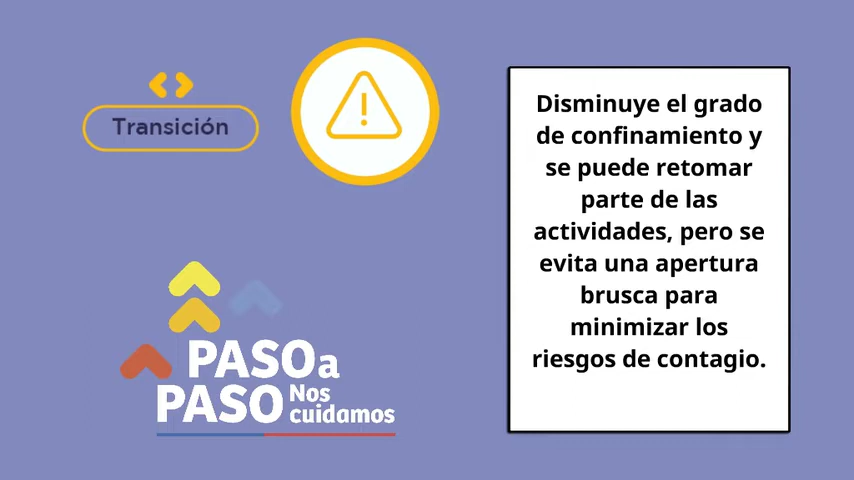 Transición
Disminuye el grado
de confinamiento y
se puede retomar
parte de las
actividades, pero se
evita una apertura
brusca para
minimizar los
riesgos de contagio.
PASO a
PASO Nos
cuidamos